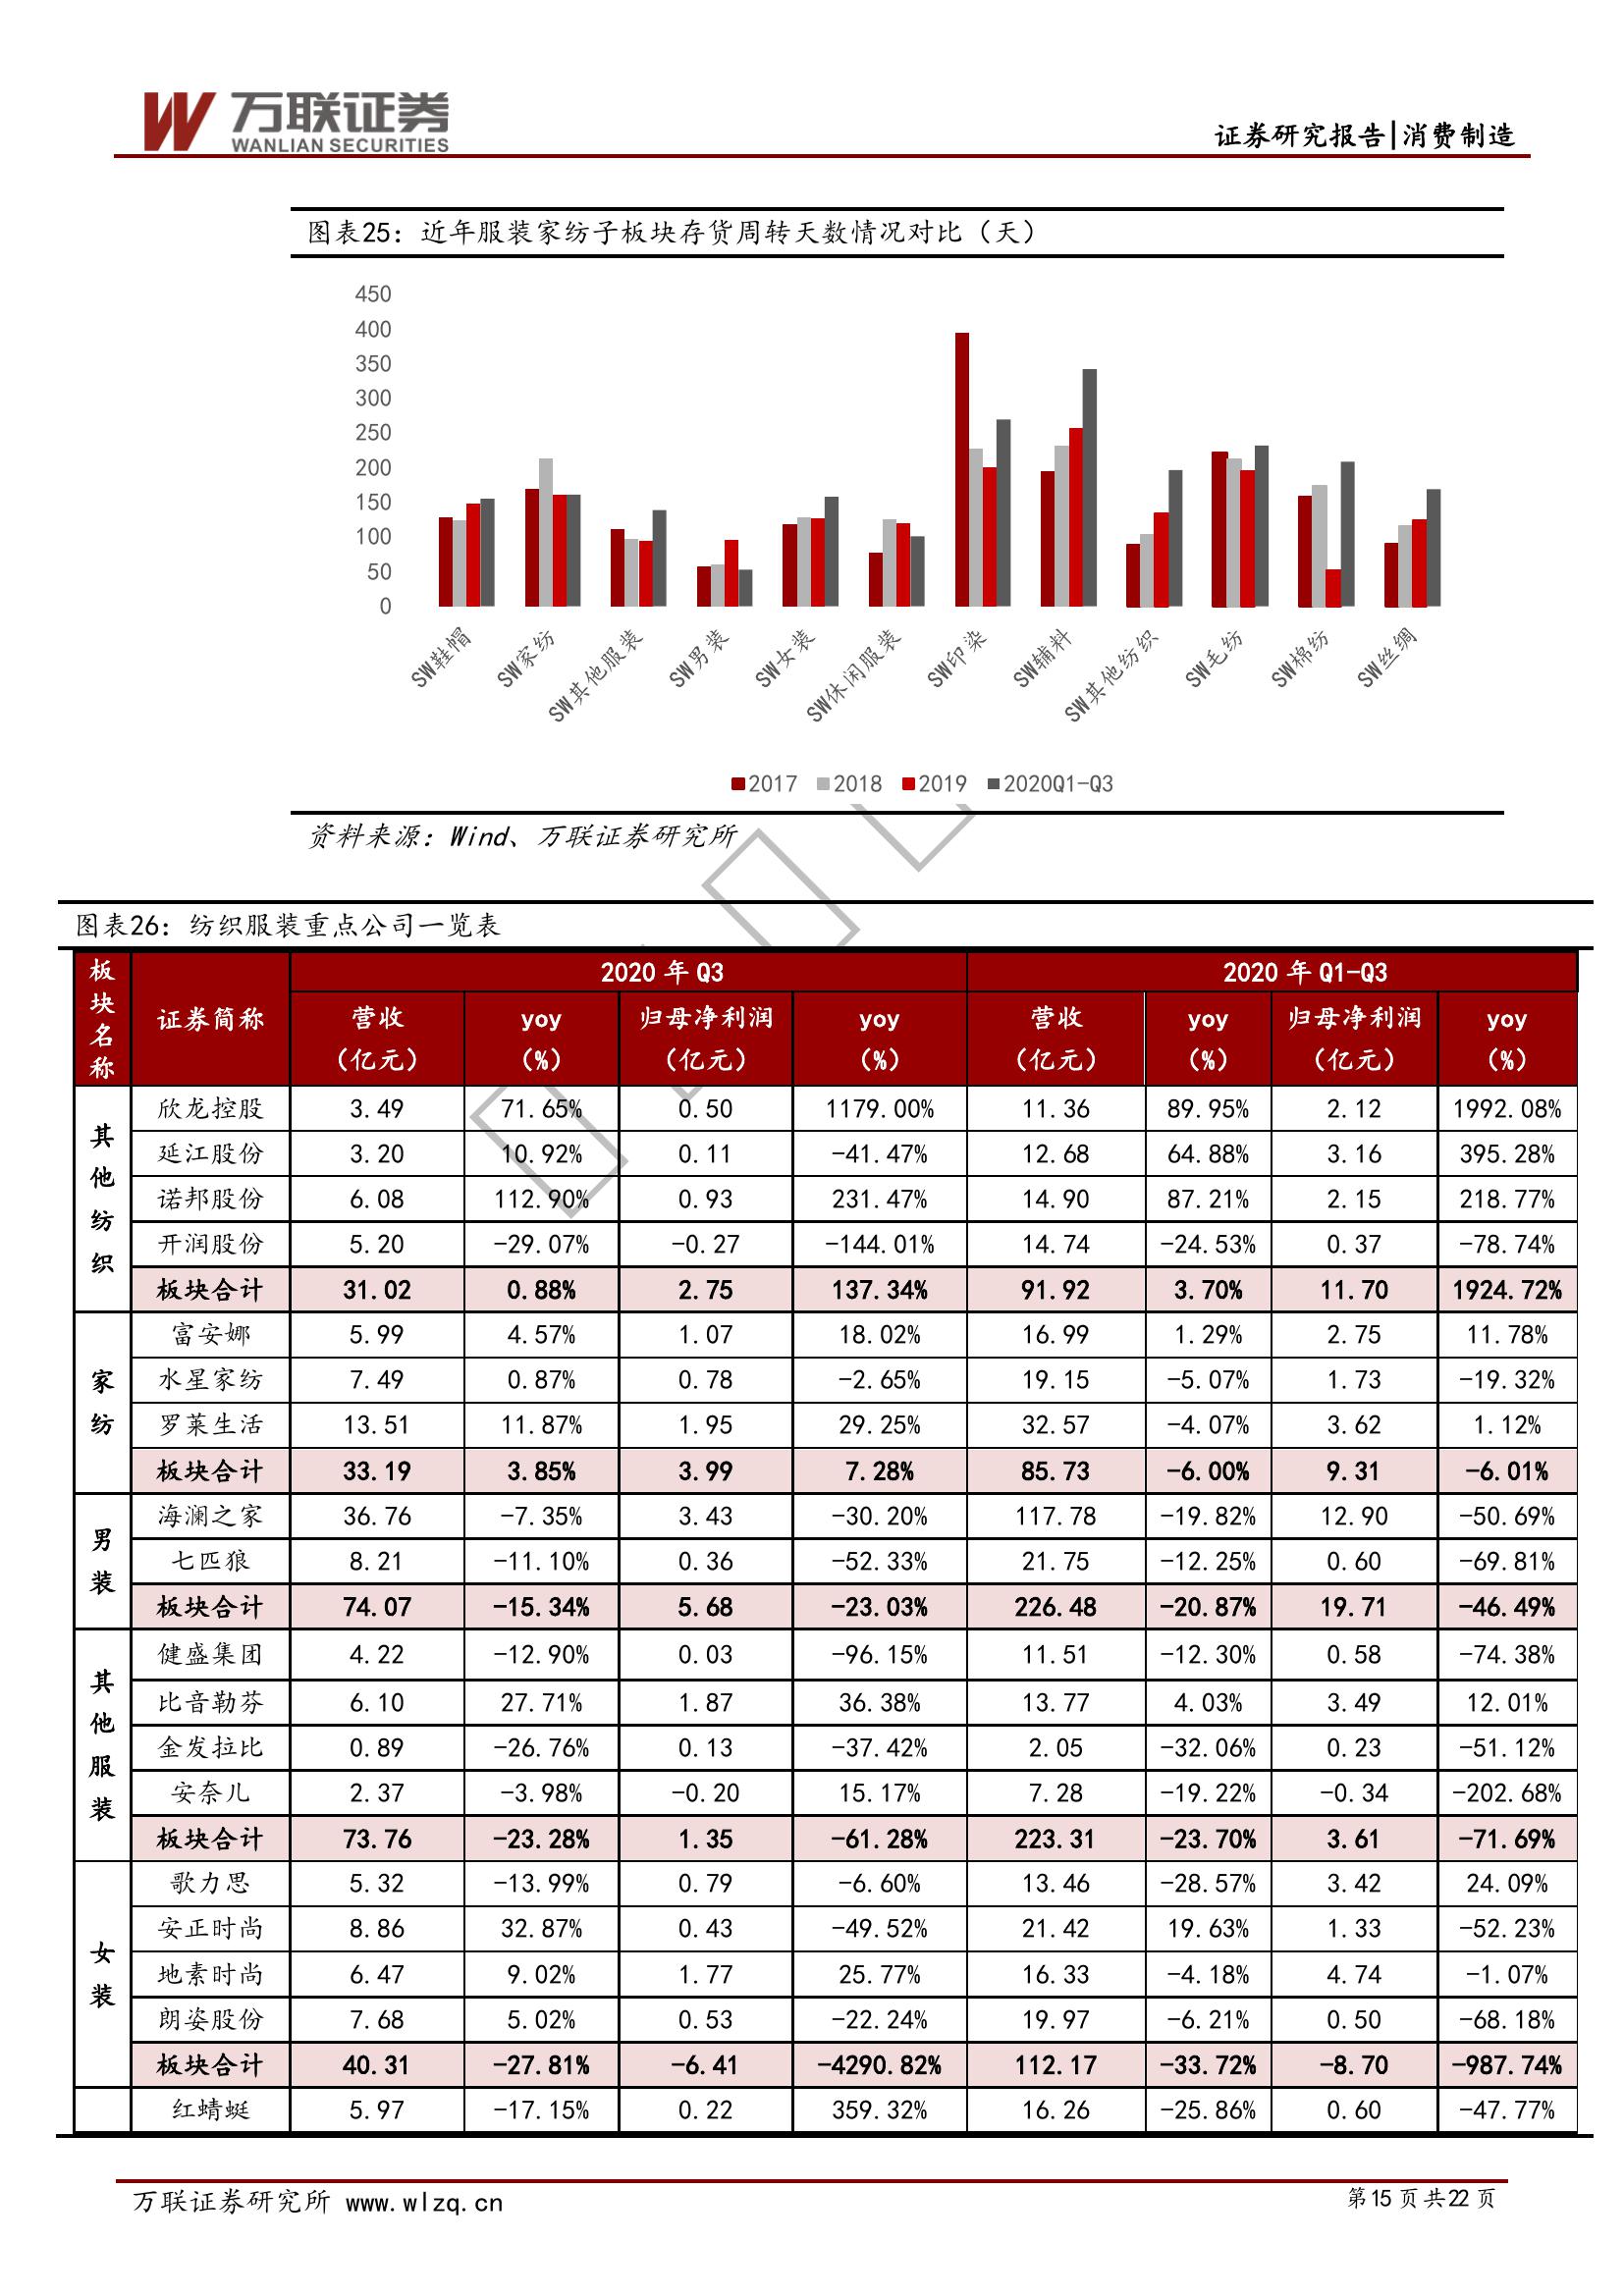 万联证券
WANLIAN SECURITIES
证券研究报告|消费制造
图表25：近年服装家纺子板块存货周转天数情况对比（天）
450
400
350
300
250
200
150
100
50
0
SW鞋帽
SW家纺
SW其他服装
SW男装
SW女装
SW休闲服装
SW印染
SW辅料
SW其他纺织
SW毛纺
SW棉纺
SW丝绸
2017 2018 2019 2020Q1-Q3
资料来源：Wind、万联证券研究所
图表26：纺织服装重点公司一览表
板块名称 证券简称 2020 年 Q3 2020 年 Q1-Q3
营收（亿元） yoy（%） 归母净利润（亿元） yoy（%） 营收（亿元） yoy（%） 归母净利润（亿元） yoy（%）
其他纺织
欣龙控股 3.49 71.65% 0.50 1179.00% 11.36 89.95% 2.12 1992.08%
延江股份 3.20 10.92% 0.11 -41.47% 12.68 64.88% 3.16 395.28%
诺邦股份 6.08 112.90% 0.93 231.47% 14.90 87.21% 2.15 218.77%
开润股份 5.20 -29.07% -0.27 -144.01% 14.74 -24.53% 0.37 -78.74%
板块合计 31.02 0.88% 2.75 137.34% 91.92 3.70% 11.70 1924.72%
家纺
富安娜 5.99 4.57% 1.07 18.02% 16.99 1.29% 2.75 11.78%
水星家纺 7.49 0.87% 0.78 -2.65% 19.15 -5.07% 1.73 -19.32%
罗莱生活 13.51 11.87% 1.95 29.25% 32.57 -4.07% 3.62 1.12%
板块合计 33.19 3.85% 3.99 7.28% 85.73 -6.00% 9.31 -6.01%
男装
海澜之家 36.76 -7.35% 3.43 -30.20% 117.78 -19.82% 12.90 -50.69%
七匹狼 8.21 -11.10% 0.36 -52.33% 21.75 -12.25% 0.60 -69.81%
板块合计 74.07 -15.34% 5.68 -23.03% 226.48 -20.87% 19.71 -46.49%
其他服装
健盛集团 4.22 -12.90% 0.03 -96.15% 11.51 -12.30% 0.58 -74.38%
比音勒芬 6.10 27.71% 1.87 36.38% 13.77 4.03% 3.49 12.01%
金发拉比 0.89 -26.76% 0.13 -37.42% 2.05 -32.06% 0.23 -51.12%
安奈儿 2.37 -3.98% -0.20 15.17% 7.28 -19.22% -0.34 -202.68%
板块合计 73.76 -23.28% 1.35 -61.28% 223.31 -23.70% 3.61 -71.69%
女装
歌力思 5.32 -13.99% 0.79 -6.60% 13.46 -28.57% 3.42 24.09%
安正时尚 8.86 32.87% 0.43 -49.52% 21.42 19.63% 1.33 -52.23%
地素时尚 6.47 9.02% 1.77 25.77% 16.33 -4.18% 4.74 -1.07%
朗姿股份 7.68 5.02% 0.53 -22.24% 19.97 -6.21% 0.50 -68.18%
板块合计 40.31 -27.81% -6.41 -4290.82% 112.17 -33.72% -8.70 -987.74%
红蜻蜓 5.97 -17.15% 0.22 359.32% 16.26 -25.86% 0.60 -47.77%
万联证券研究所 www.wlzq.cn
第15 页 共22 页